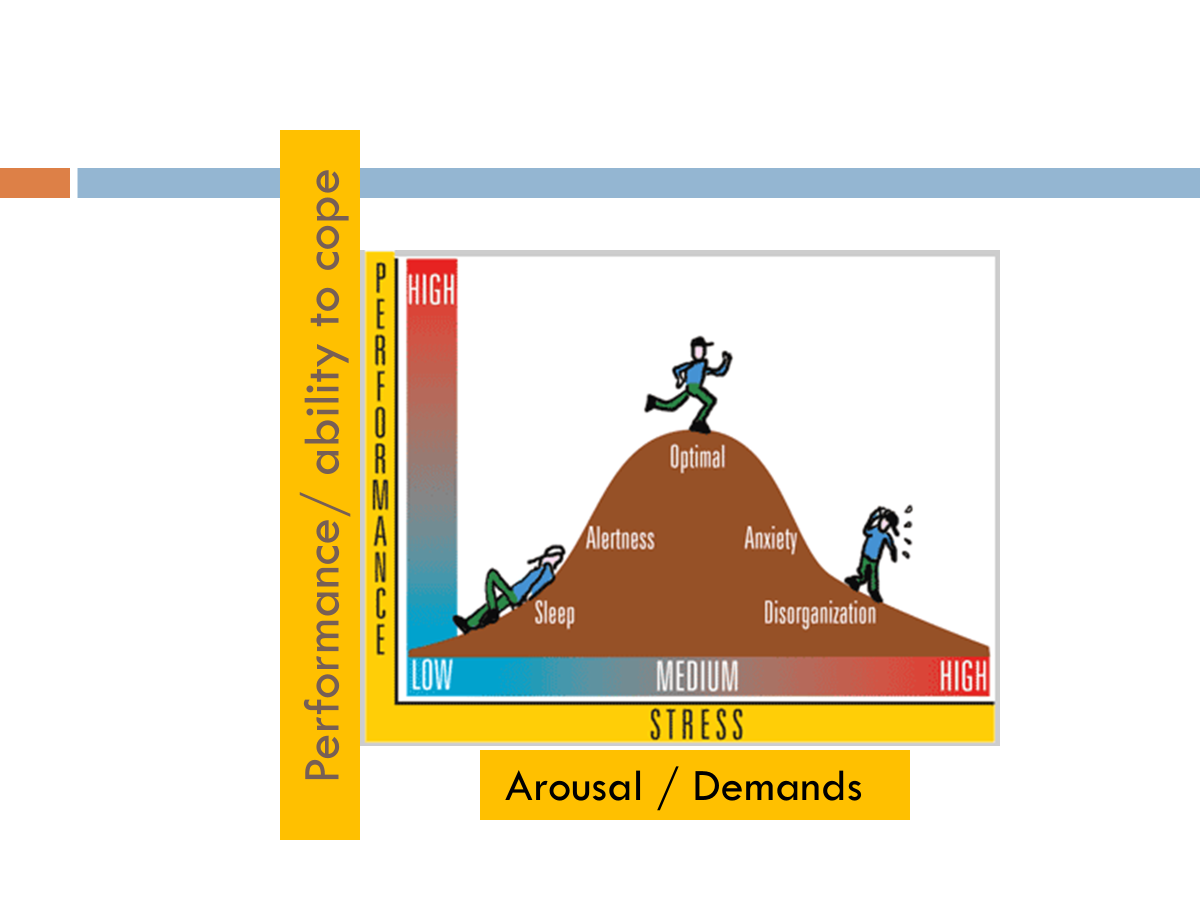 Performance/ ability to cope
PERFORMANCE
HIGH
Optimal
Alertness
Anxiety
Sleep
Disorganization
LOW
MEDIUM
HIGH
STRESS
Arousal / Demands